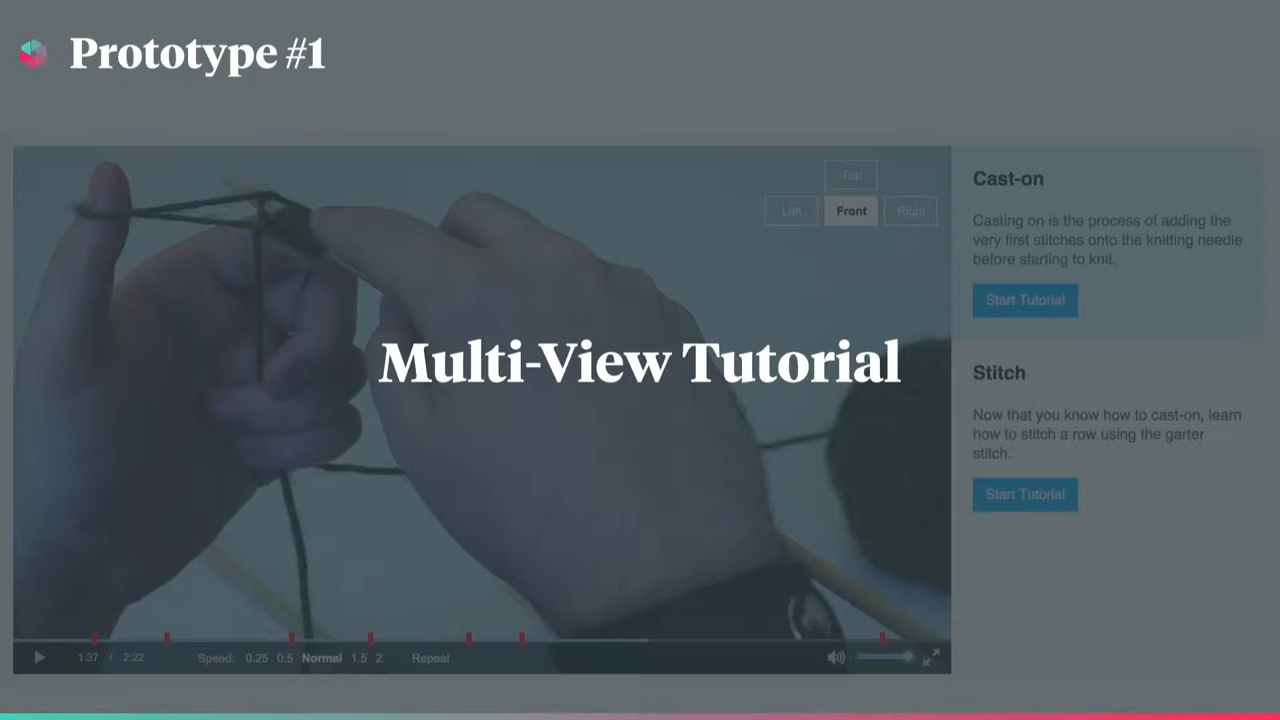 Prototype #1
Top
Left
Front
Right
Multi-View Tutorial
1:37 / 2:22
Speed: 0.25 0.5 Normal 1.5 2
Repeat
Cast-on
Casting on is the process of adding the
very first stitches onto the knitting needle
before starting to knit.
Start Tutorial
Stitch
Now that you know how to cast-on, learn
how to stitch a row using the garter
stitch.
Start Tutorial